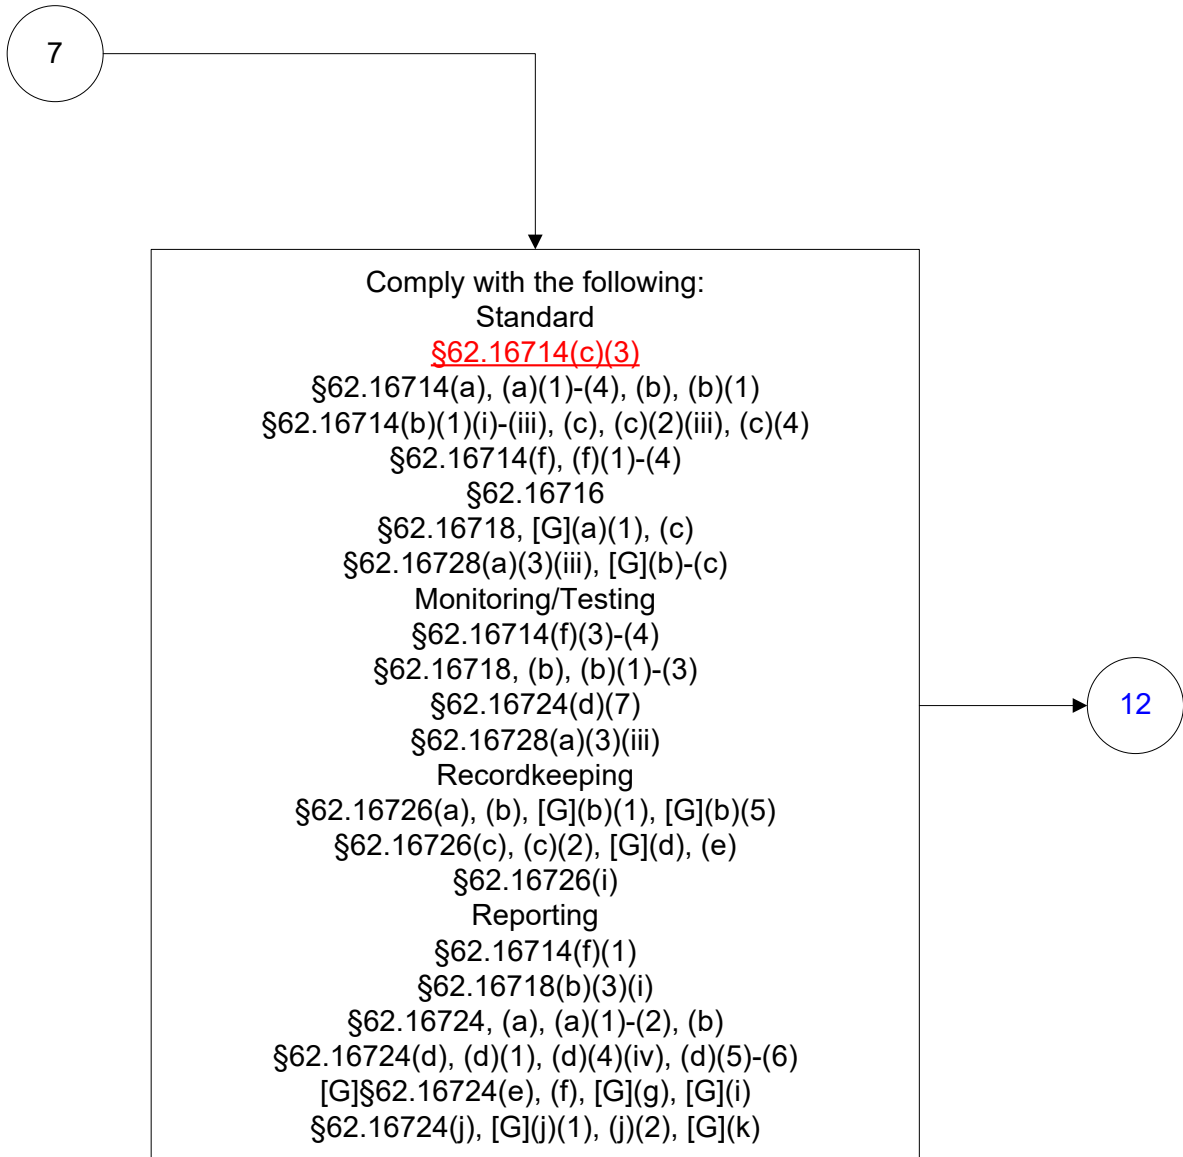 7
Comply with the following:
Standard
§62.16714(c)(3)
§62.16714(a), (a)(1)-(4), (b), (b)(1)
§62.16714(b)(1)(i)-(iii), (c), (c)(2)(iii), (c)(4)
§62.16714(f), (f)(1)-(4)
§62.16716
§62.16718, [G](a)(1), (c)
§62.16728(a)(3)(iii), [G](b)-(c)
Monitoring/Testing
§62.16714(f)(3)-(4)
§62.16718, (b), (b)(1)-(3)
§62.16724(d)(7)
§62.16728(a)(3)(iii)
Recordkeeping
§62.16726(a), (b), [G](b)(1), [G](b)(5)
§62.16726(c), (c)(2), [G](d), (e)
§62.16726(i)
Reporting
§62.16714(f)(1)
§62.16718(b)(3)(i)
§62.16724, (a), (a)(1)-(2), (b)
§62.16724(d), (d)(1), (d)(4)(iv), (d)(5)-(6)
[G]§62.16724(e), (f), [G](g), [G](i)
§62.16724(j), [G](j)(1), (j)(2), [G](k)
12